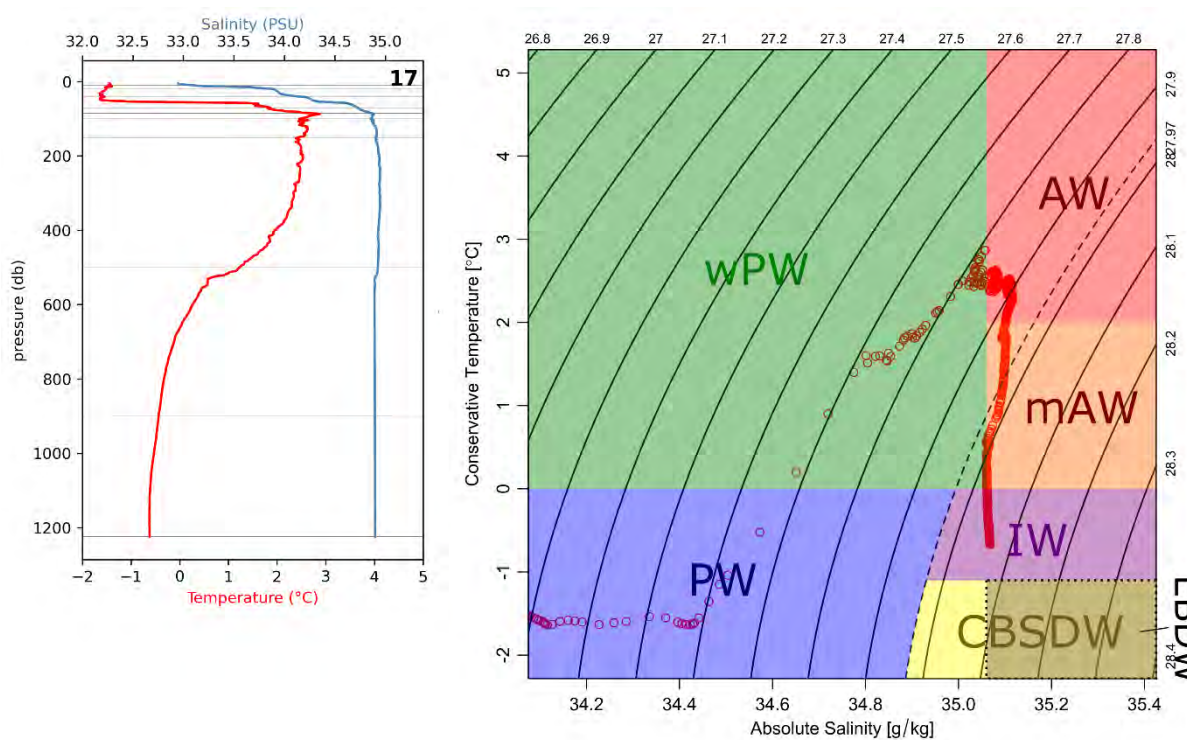 Salinity (PSU)
32.0 32.5 33.0 33.5 34.0 34.5 35.0
17
0
200
400
600
800
1000
1200
pressure (db)
−2 −1 0 1 2 3 4 5
Temperature (°C)
26.8 26.9 27 27.1 27.2 27.3 27.4 27.5 27.6 27.7 27.8
27.9
27.97
28
28.1
28.2
28.3
28.4
5
4
3
2
1
0
-1
-2
Conservative Temperature [°C]
AW
wPW
mAW
PW
IW
CBSDW
EBDW
34.2 34.4 34.6 34.8 35.0 35.2 35.4
Absolute Salinity [g/kg]